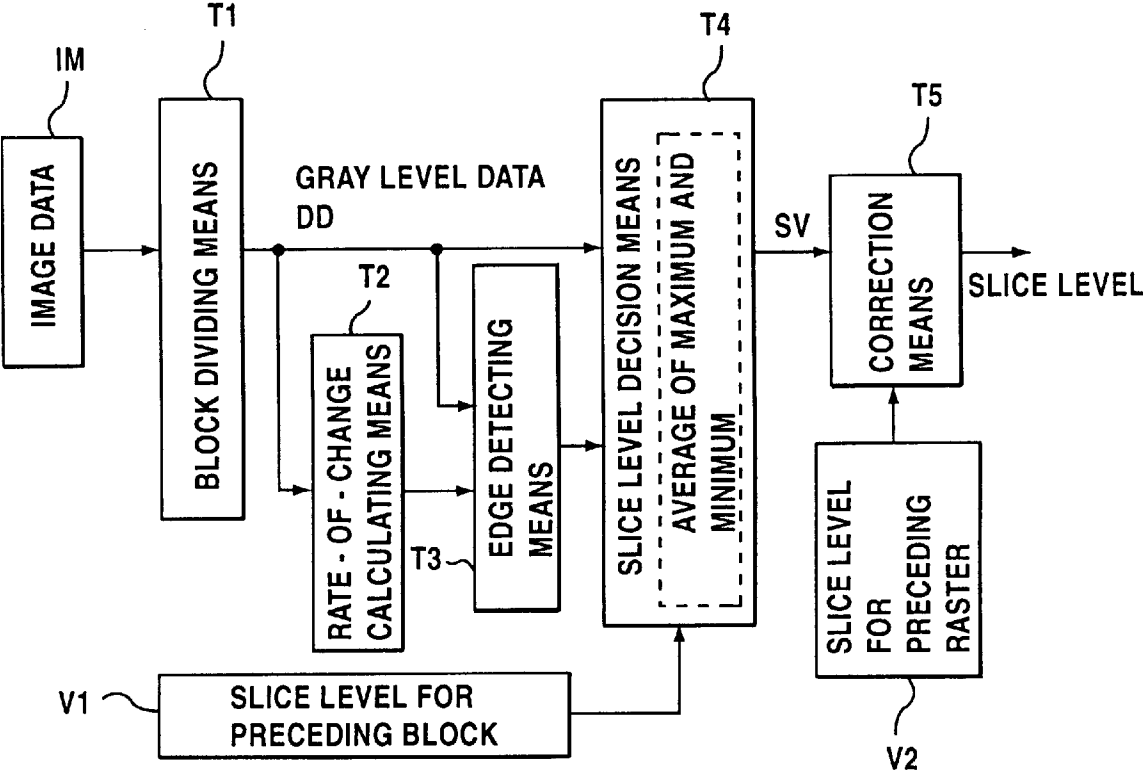 IM
IMAGE DATA
T1
BLOCK DIVIDING MEANS
GRAY LEVEL DATA
DD
T2
RATE - OF - CHANGE
CALCULATING MEANS
T3
EDGE DETECTING
MEANS
T4
SLICE LEVEL DECISION MEANS
AVERAGE OF MAXIMUM AND
MINIMUM
SV
T5
CORRECTION
MEANS
SLICE LEVEL
V1
SLICE LEVEL FOR
PRECEDING BLOCK
SLICE LEVEL
FOR
PRECEDING
RASTER
V2